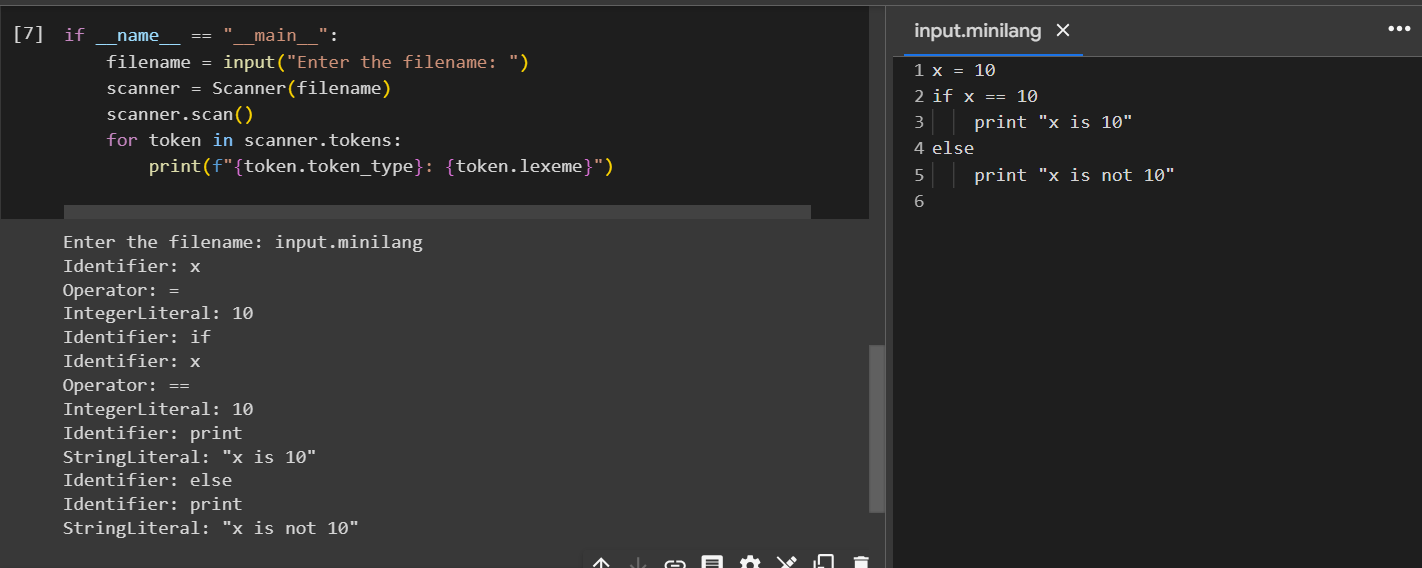 [7] if __name__ == "__main__":
    filename = input("Enter the filename: ")
    scanner = Scanner(filename)
    scanner.scan()
    for token in scanner.tokens:
        print(f"{token.token_type}: {token.lexeme}")
Enter the filename: input.minilang
Identifier: x
Operator: =
IntegerLiteral: 10
Identifier: if
Identifier: x
Operator: ==
IntegerLiteral: 10
Identifier: print
StringLiteral: "x is 10"
Identifier: else
Identifier: print
StringLiteral: "x is not 10"
input.minilang
1 x = 10
2 if x == 10
3     print "x is 10"
4 else
5     print "x is not 10"
6